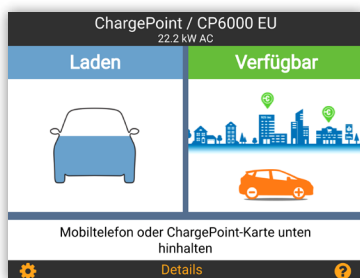 ChargePoint / CP6000 EU
22.2 kW AC
Laden
Verfügbar
Mobiltelefon oder ChargePoint-Karte unten
hinhalten
Details
?